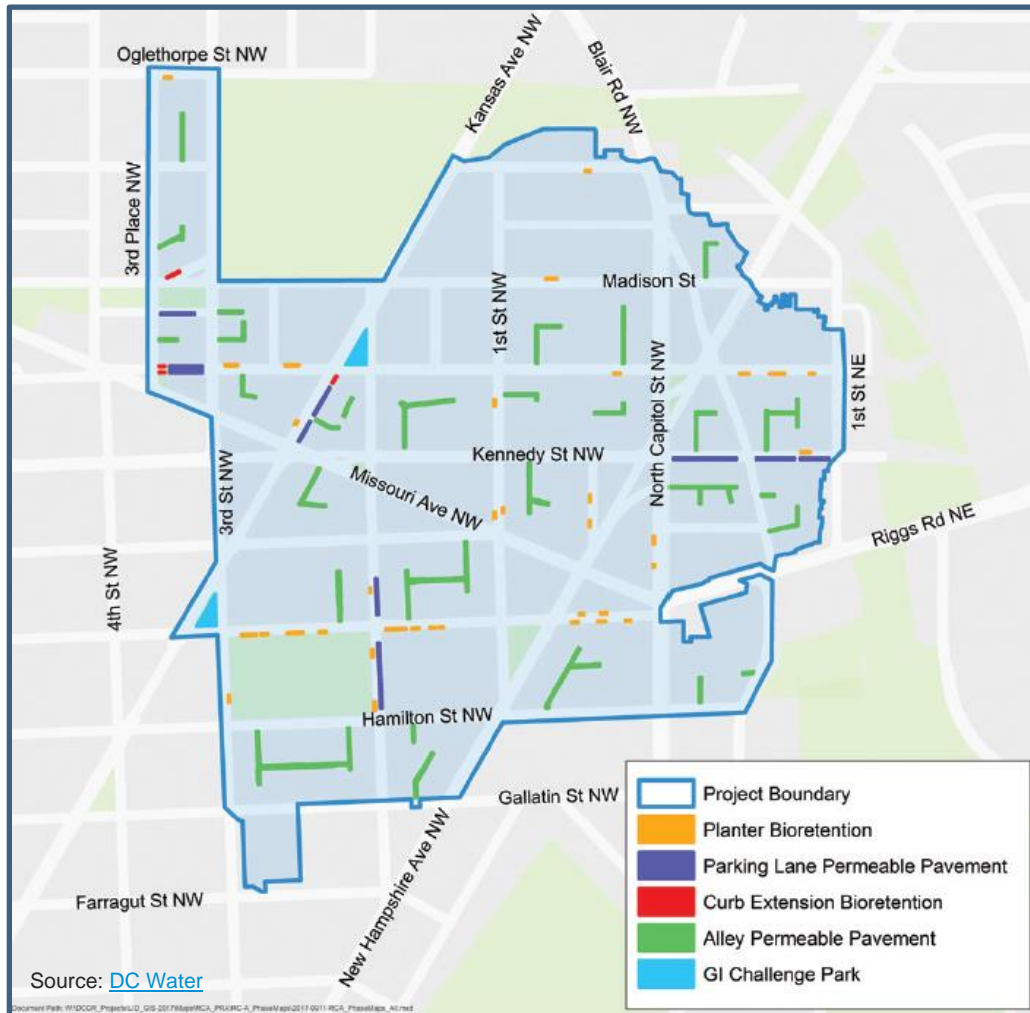 Oglethorpe St NW
Kansas Ave NW
Blair Rd NW
3rd Place NW
1st St NW
Madison St
North Capitol St NW
1st St NE
Kennedy St NW
3rd St NW
Missouri Ave NW
Riggs Rd NE
4th St NW
Hamilton St NW
Gallatin St NW
Farragut St NW
New Hampshire Ave NW
Project Boundary
Planter Bioretention
Parking Lane Permeable Pavement
Curb Extension Bioretention
Alley Permeable Pavement
GI Challenge Park
Source: DC Water
Document Path: